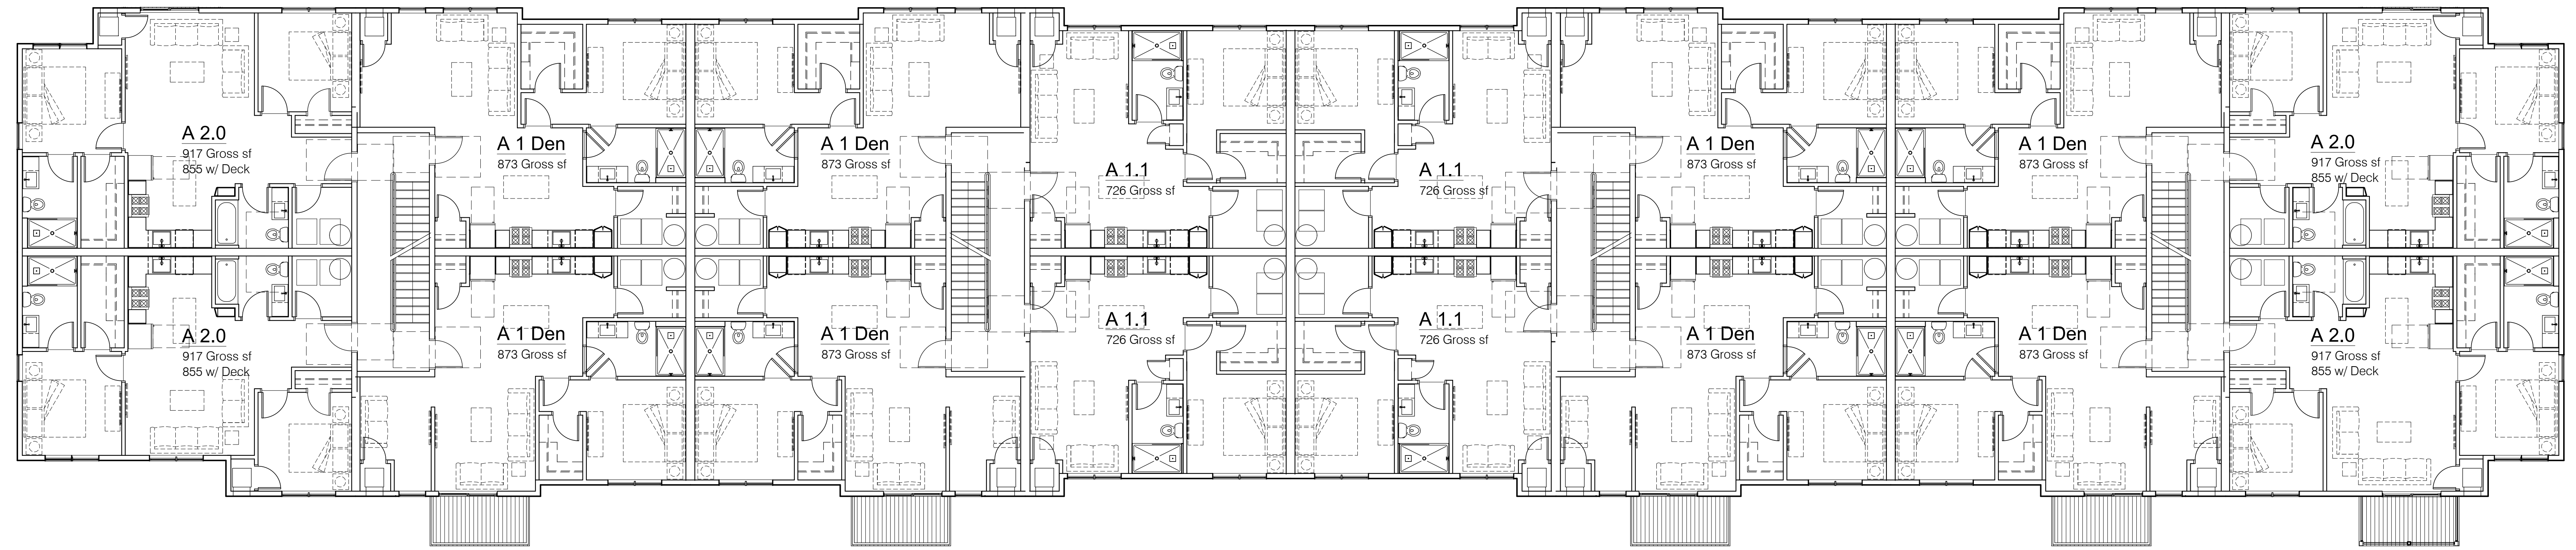 A 2.0
917 Gross sf
855 w/ Deck
A 1 Den
873 Gross sf
A 1 Den
873 Gross sf
A 1.1
726 Gross sf
A 1.1
726 Gross sf
A 1 Den
873 Gross sf
A 1 Den
873 Gross sf
A 2.0
917 Gross sf
855 w/ Deck
A 2.0
917 Gross sf
855 w/ Deck
A 1 Den
873 Gross sf
A 1 Den
873 Gross sf
A 1.1
726 Gross sf
A 1.1
726 Gross sf
A 1 Den
873 Gross sf
A 1 Den
873 Gross sf
A 2.0
917 Gross sf
855 w/ Deck